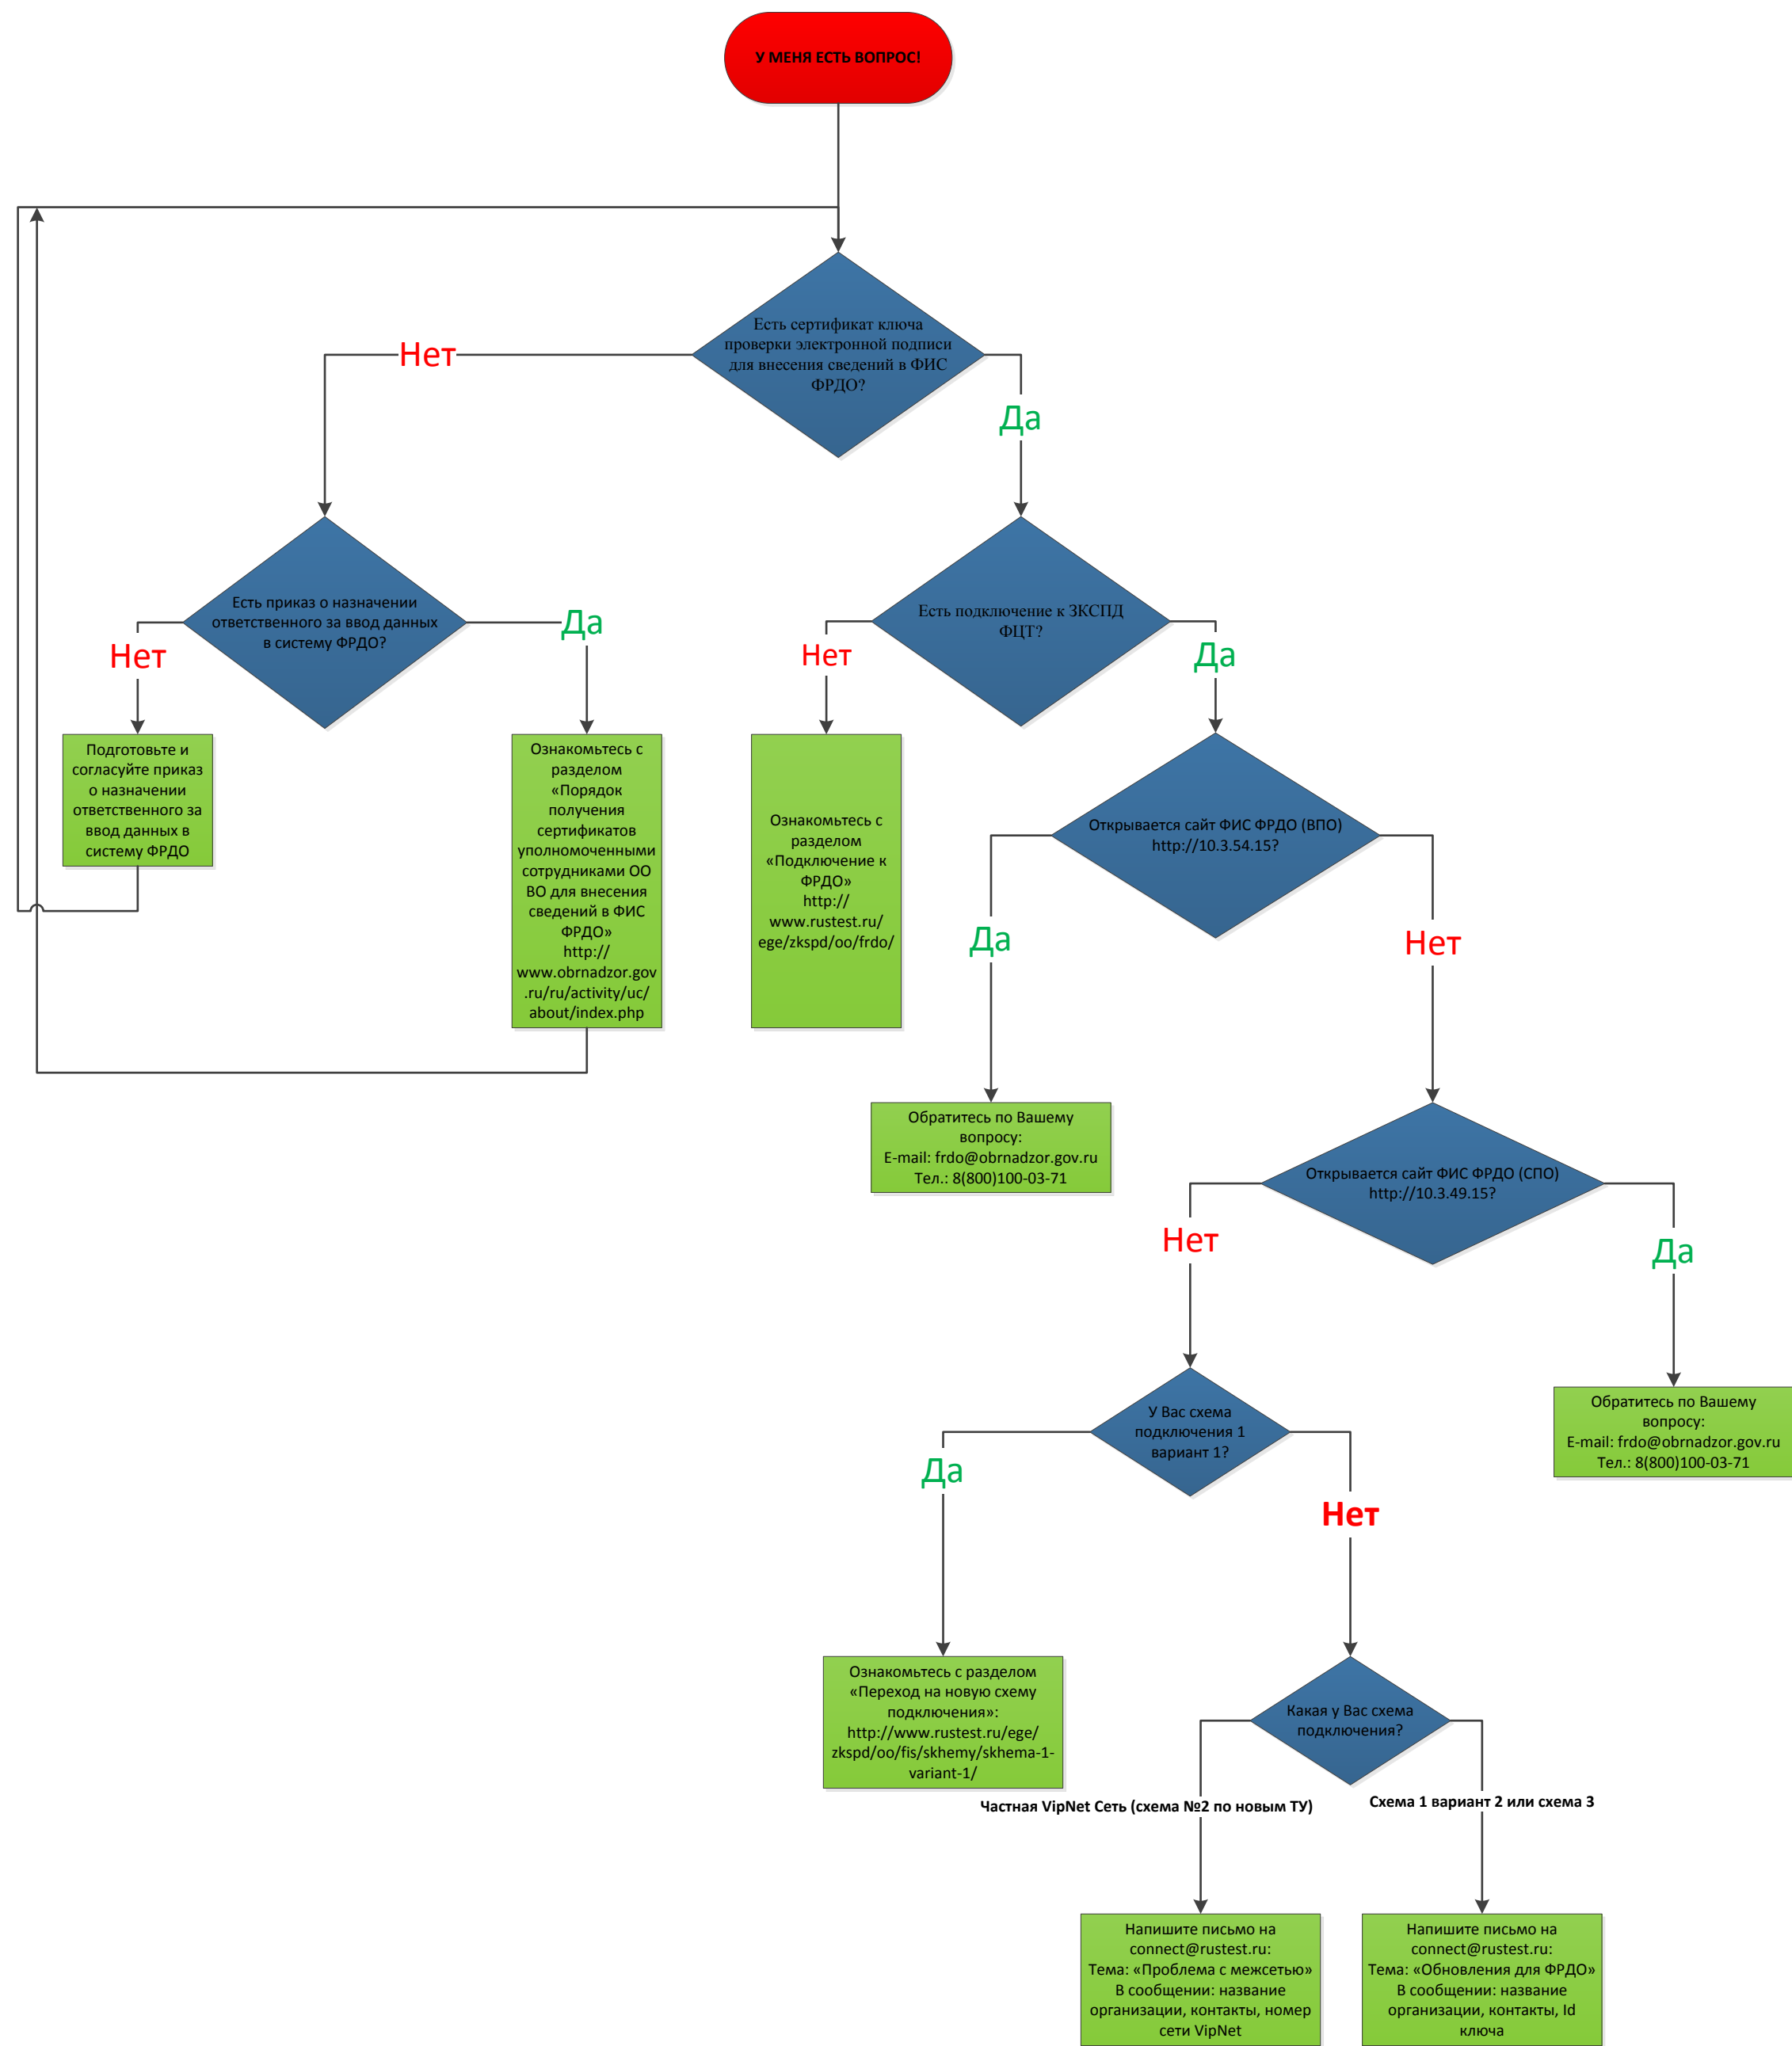 У МЕНЯ ЕСТЬ ВОПРОС!
Есть сертификат ключа
проверки электронной подписи
для внесения сведений в ФИС
ФРДО?
Нет
Да
Есть приказ о назначении
ответственного за ввод данных
в систему ФРДО?
Нет
Да
Есть подключение к ЗКСПД
ФЦТ?
Нет
Да
Подготовьте и
согласуйте приказ
о назначении
ответственного за
ввод данных в
систему ФРДО
Ознакомьтесь с
разделом
«Порядок
получения
сертификатов
уполномоченными
сотрудниками ОО
ВО для внесения
сведений в ФИС
ФРДО»
http://
www.obrnadzor.gov
.ru/ru/activity/uc/
about/index.php
Ознакомьтесь с
разделом
«Подключение к
ФРДО»
http://
www.rustest.ru/
ege/zkspd/oo/frdo/
Открывается сайт ФИС ФРДО (ВПО)
http://10.3.54.15?
Да
Нет
Обратитесь по Вашему
вопросу:
E-mail: frdo@obrnadzor.gov.ru
Тел.: 8(800)100-03-71
Открывается сайт ФИС ФРДО (СПО)
http://10.3.49.15?
Нет
Да
У Вас схема
подключения 1
вариант 1?
Обратитесь по Вашему
вопросу:
E-mail: frdo@obrnadzor.gov.ru
Тел.: 8(800)100-03-71
Да
Нет
Ознакомьтесь с разделом
«Переход на новую схему
подключения»:
http://www.rustest.ru/ege/
zkspd/oo/fis/skhemy/skhema-1-
variant-1/
Какая у Вас схема
подключения?
Частная VipNet Сеть (схема №2 по новым ТУ)
Схема 1 вариант 2 или схема 3
Напишите письмо на
connect@rustest.ru:
Тема: «Проблема с межсетью»
В сообщении: название
организации, контакты, номер
сети VipNet
Напишите письмо на
connect@rustest.ru:
Тема: «Обновления для ФРДО»
В сообщении: название
организации, контакты, Id
ключа